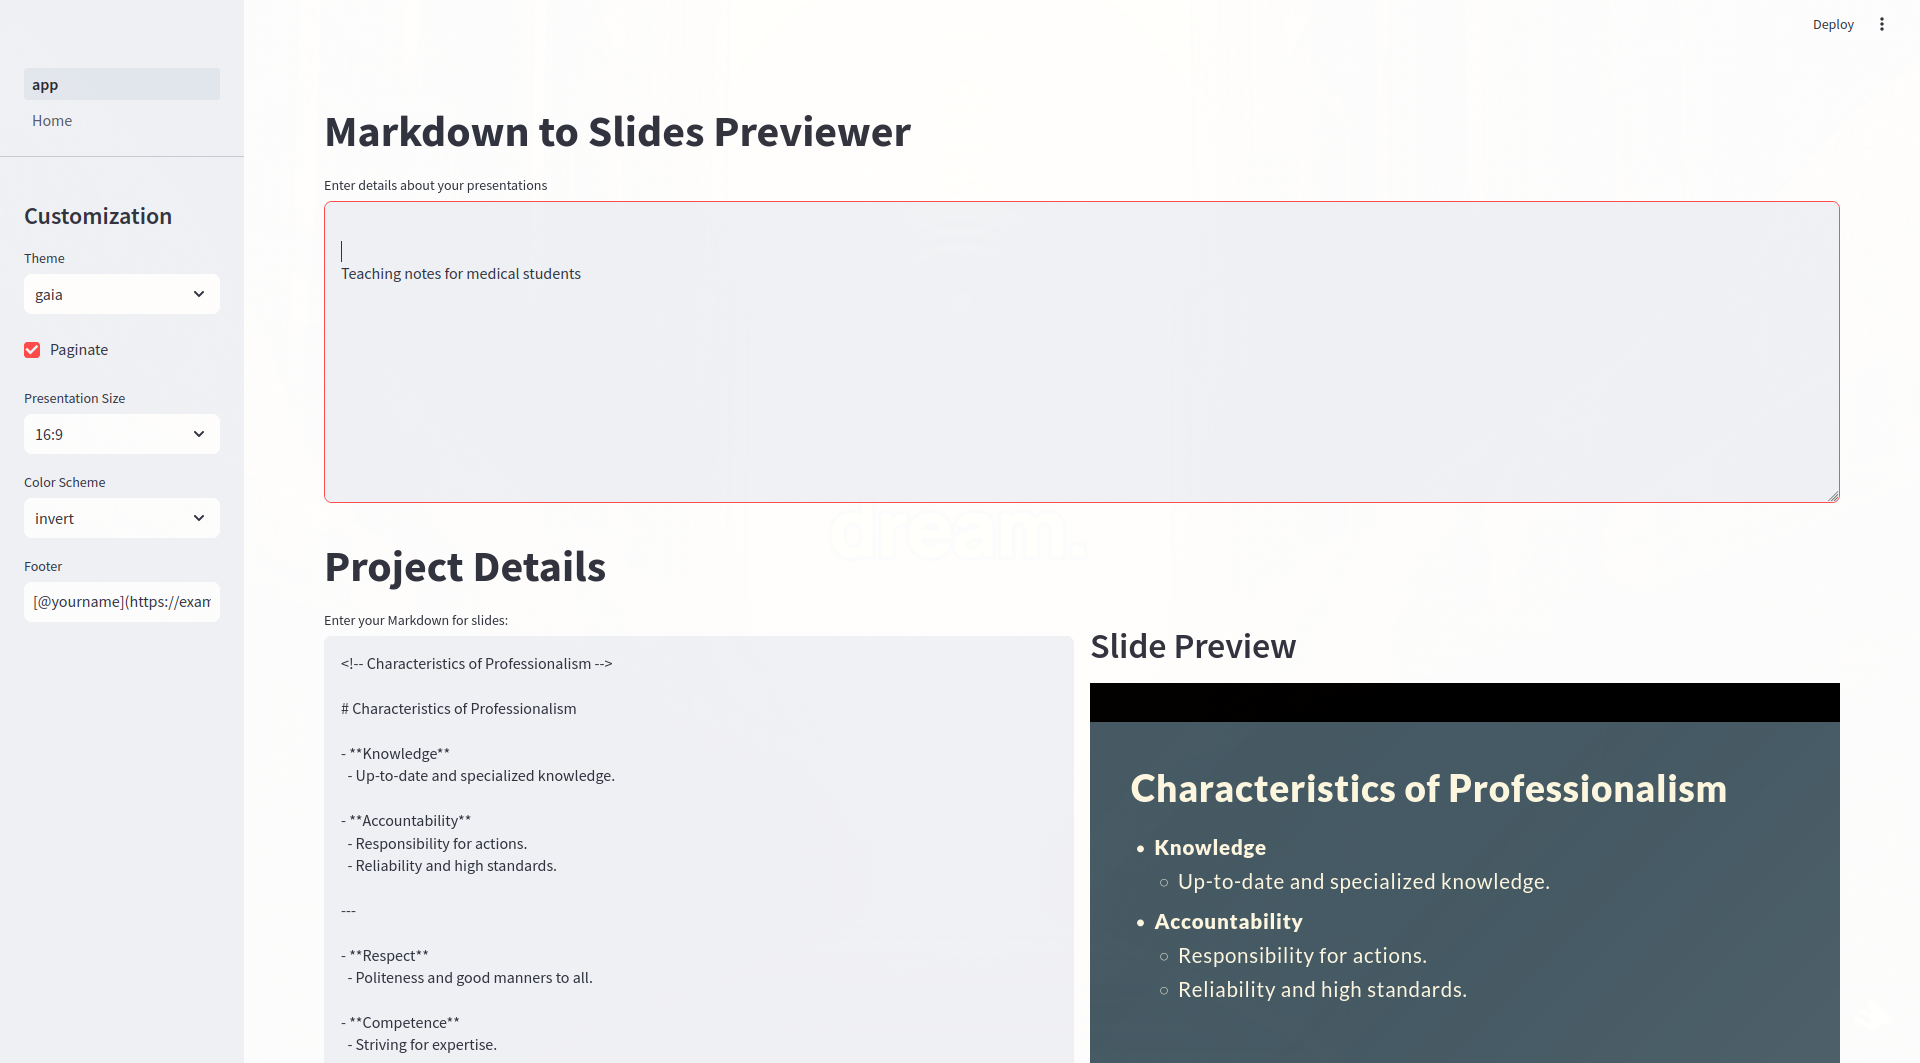 Deploy
app
Home
Customization
Theme
gaia
Paginate
Presentation Size
16:9
Color Scheme
invert
Footer
[@yourname](https://exam
Markdown to Slides Previewer
Enter details about your presentations
Teaching notes for medical students
dream.
Project Details
Enter your Markdown for slides:
<!-- Characteristics of Professionalism -->
# Characteristics of Professionalism
- **Knowledge**
- Up-to-date and specialized knowledge.
- **Accountability**
- Responsibility for actions.
- Reliability and high standards.
---
- **Respect**
- Politeness and good manners to all.
- **Competence**
- Striving for expertise.
Slide Preview
Characteristics of Professionalism
Knowledge
Up-to-date and specialized knowledge.
Accountability
Responsibility for actions.
Reliability and high standards.